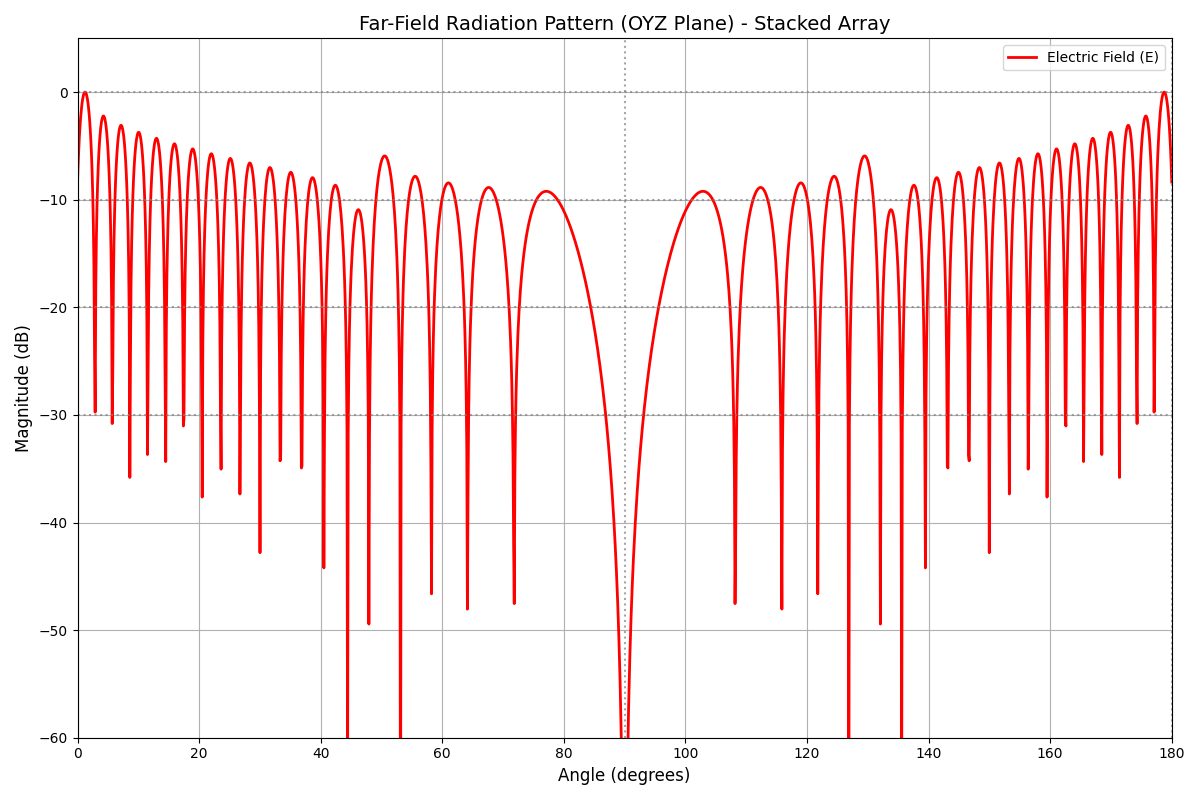 Far-Field Radiation Pattern (OYZ Plane) - Stacked Array
Electric Field (E)
Magnitude (dB)
0
−10
−20
−30
−40
−50
−60
0 20 40 60 80 100 120 140 160 180
Angle (degrees)